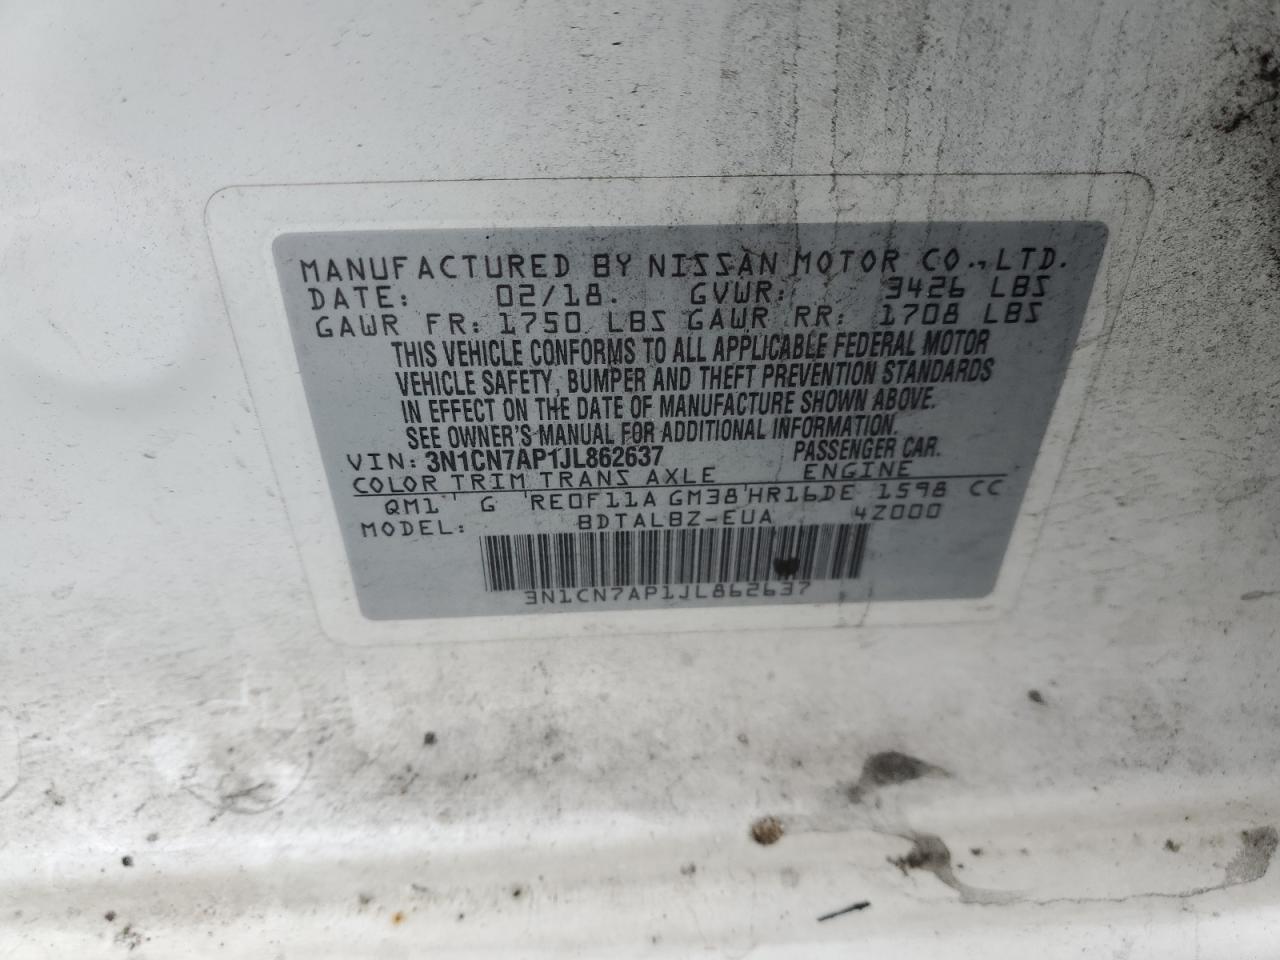 MANUFACTURED BY NISSAN MOTOR CO., LTD.
DATE: 02/18. GVWR: 3426 LBS
GAWR FR: 1750 LBS GAWR RR: 1708 LBS
THIS VEHICLE CONFORMS TO ALL APPLICABLE FEDERAL MOTOR
VEHICLE SAFETY, BUMPER AND THEFT PREVENTION STANDARDS
IN EFFECT ON THE DATE OF MANUFACTURE SHOWN ABOVE.
SEE OWNER'S MANUAL FOR ADDITIONAL INFORMATION.
VIN: 3N1CN7AP1JL862637 PASSENGER CAR.
COLOR TRIM TRANS AXLE ENGINE
QM1 G RE0F11A GM38 HR16DE 1598 CC
MODEL: BDTALBZ-EUA 4Z000
3N1CN7AP1JL862637